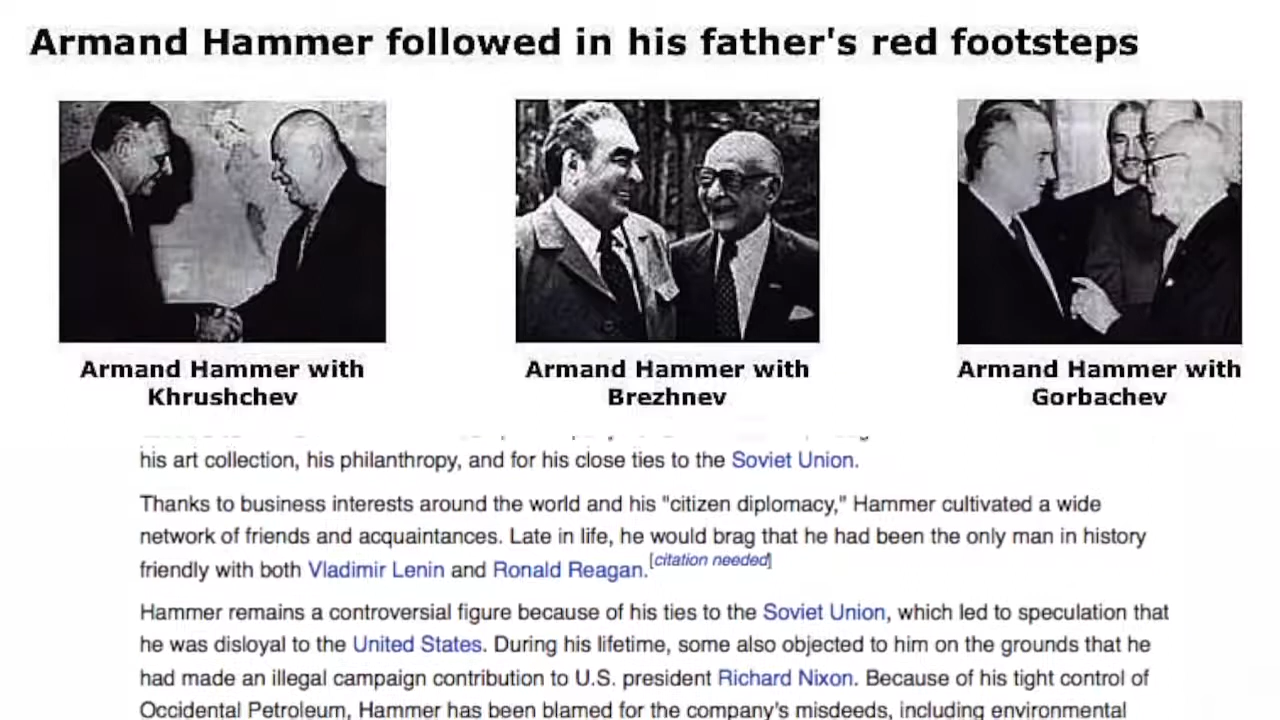 Armand Hammer followed in his father's red footsteps
Armand Hammer with
Khrushchev
Armand Hammer with
Brezhnev
Armand Hammer with
Gorbachev
his art collection, his philanthropy, and for his close ties to the Soviet Union.
Thanks to business interests around the world and his "citizen diplomacy," Hammer cultivated a wide
network of friends and acquaintances. Late in life, he would brag that he had been the only man in history
friendly with both Vladimir Lenin and Ronald Reagan.[citation needed]
Hammer remains a controversial figure because of his ties to the Soviet Union, which led to speculation that
he was disloyal to the United States. During his lifetime, some also objected to him on the grounds that he
had made an illegal campaign contribution to U.S. president Richard Nixon. Because of his tight control of
Occidental Petroleum, Hammer has been blamed for the company's misdeeds, including environmental